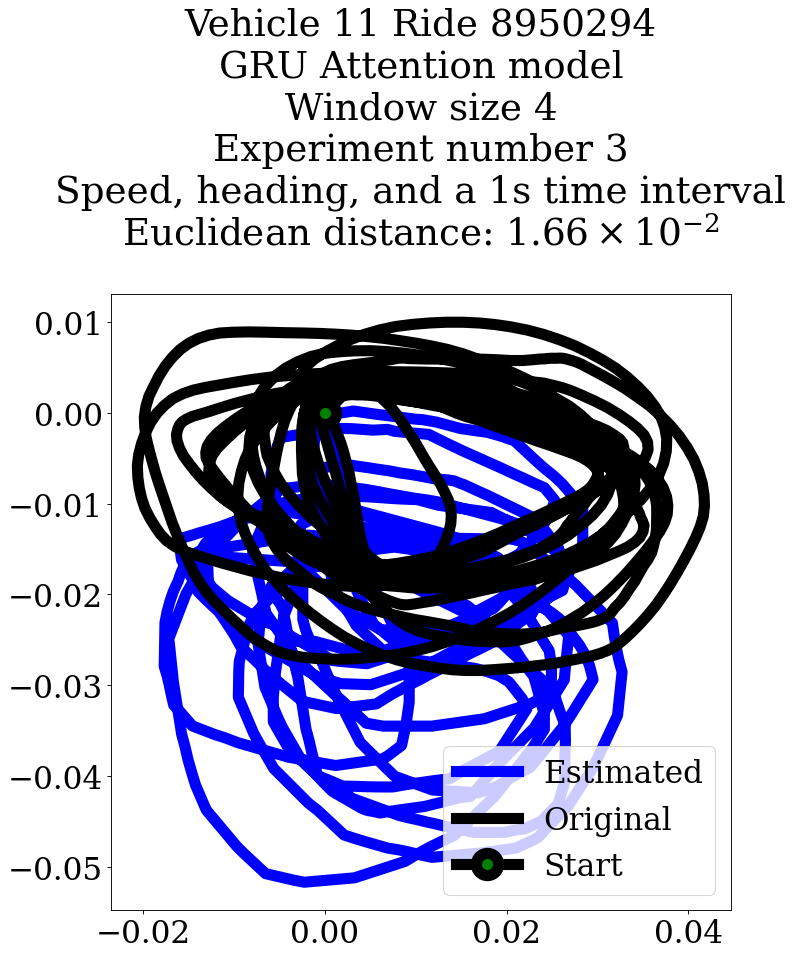 Vehicle 11 Ride 8950294
GRU Attention model
Window size 4
Experiment number 3
Speed, heading, and a 1s time interval
Euclidean distance: 1.66 × 10⁻²
0.01
0.00
−0.01
−0.02
−0.03
−0.04
−0.05
Estimated
Original
Start
−0.02
0.00
0.02
0.04